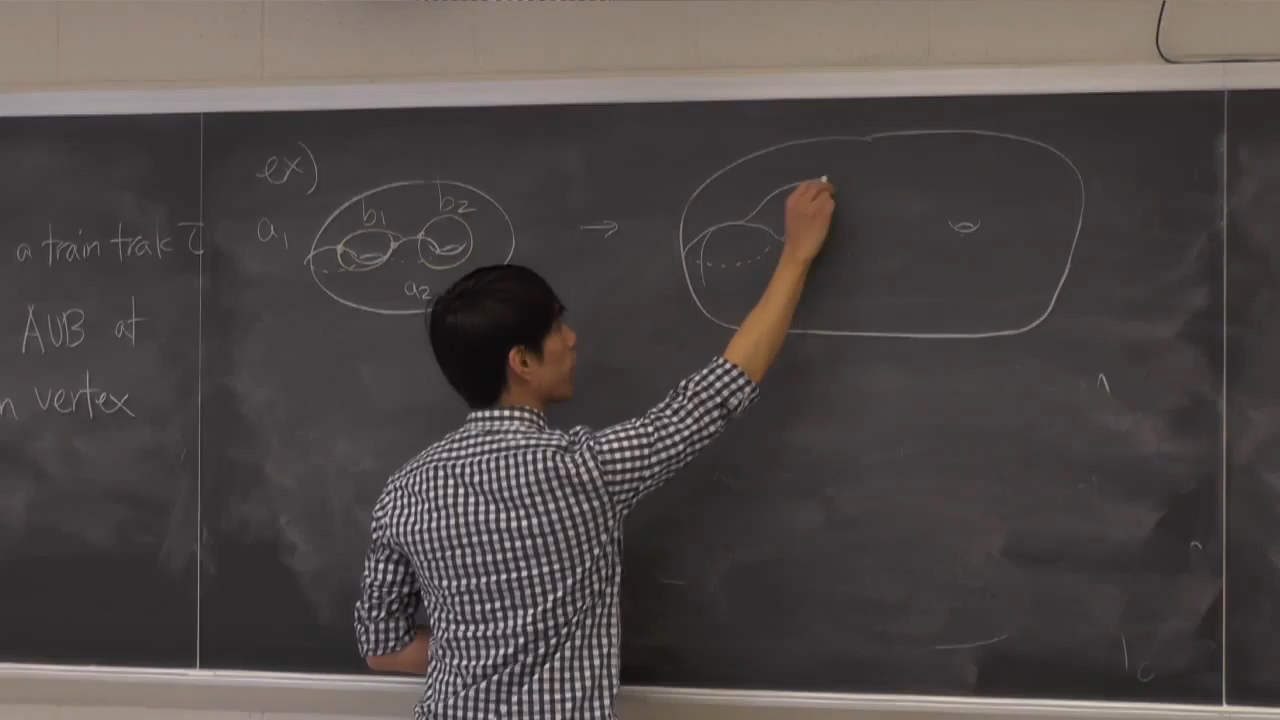 a train trak τ
A∪B at
n vertex
ex)
a₁
b₁
b₂
a₂
→